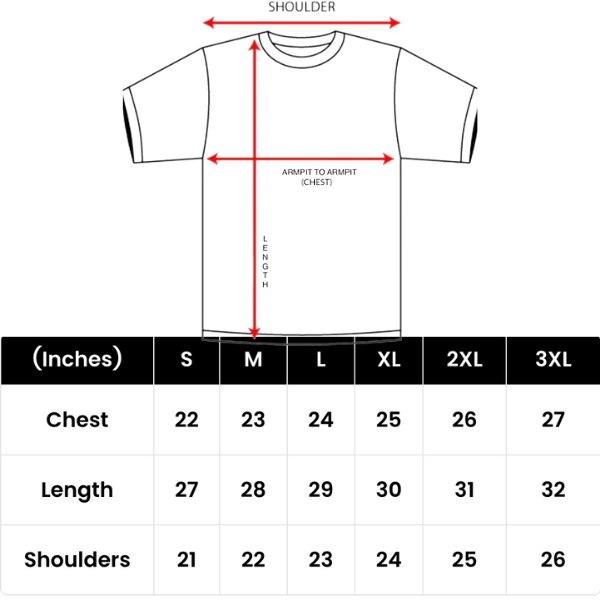 SHOULDER
ARMPIT TO ARMPIT
(CHEST)
LENGTH
(Inches) S M L XL 2XL 3XL
Chest 22 23 24 25 26 27
Length 27 28 29 30 31 32
Shoulders 21 22 23 24 25 26